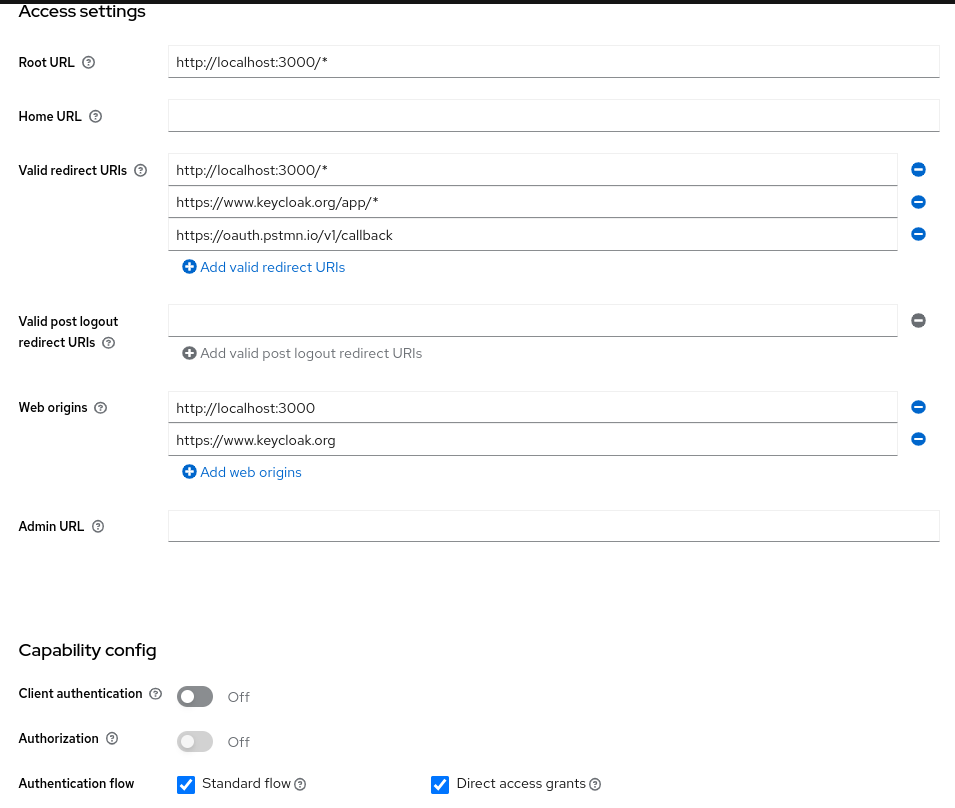 Access settings
Root URL
http://localhost:3000/*
Home URL
Valid redirect URIs
http://localhost:3000/*
https://www.keycloak.org/app/*
https://oauth.pstmn.io/v1/callback
Add valid redirect URIs
Valid post logout
redirect URIs
Add valid post logout redirect URIs
Web origins
http://localhost:3000
https://www.keycloak.org
Add web origins
Admin URL
Capability config
Client authentication
Off
Authorization
Off
Authentication flow
Standard flow
Direct access grants